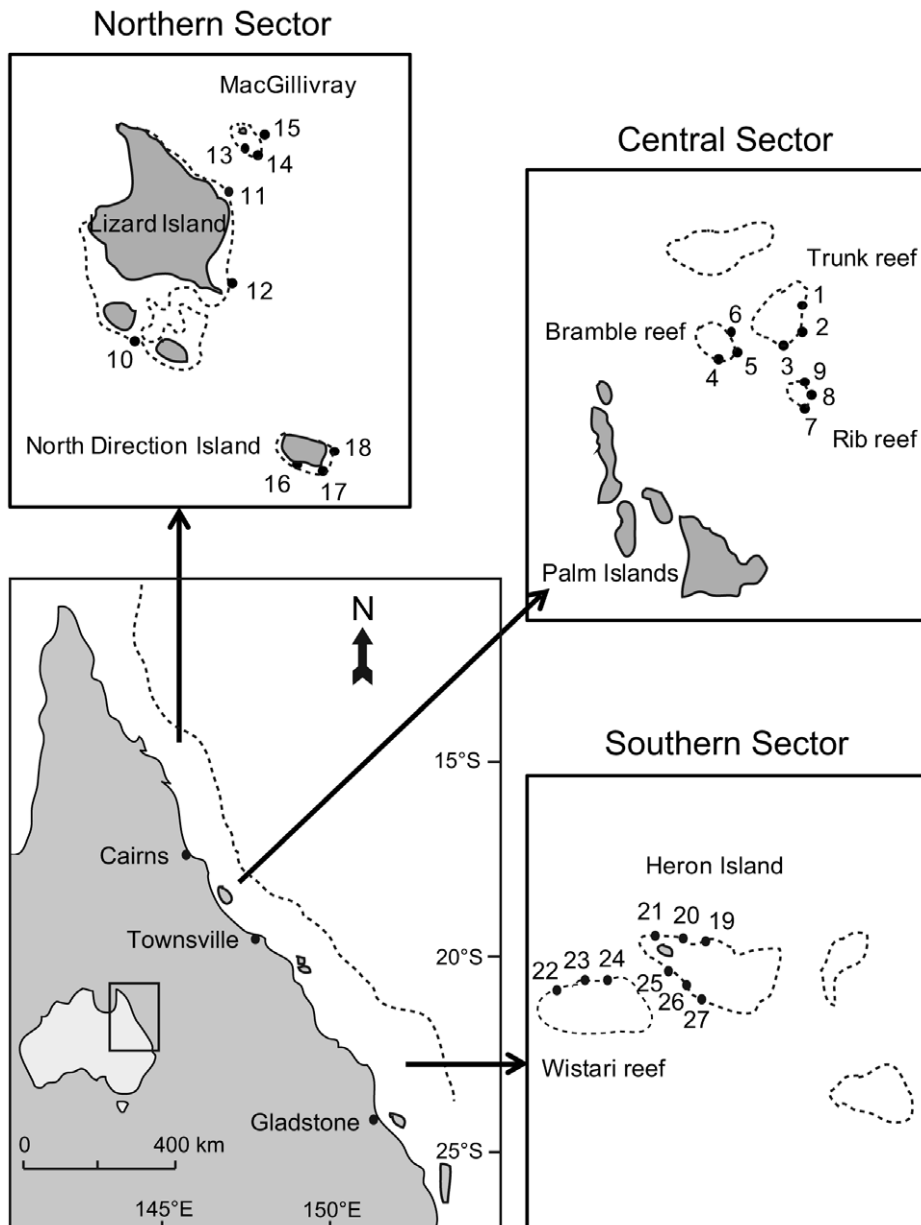 Northern Sector
MacGillivray
15
13
14
11
Lizard Island
12
10
North Direction Island
18
16
17
Central Sector
Trunk reef
1
6
2
Bramble reef
5
3
4
9
8
7
Rib reef
Palm Islands
N
15°S
Cairns
Townsville
20°S
Gladstone
0
400 km
25°S
145°E
150°E
Southern Sector
Heron Island
21
20
19
22
23
24
25
26
27
Wistari reef